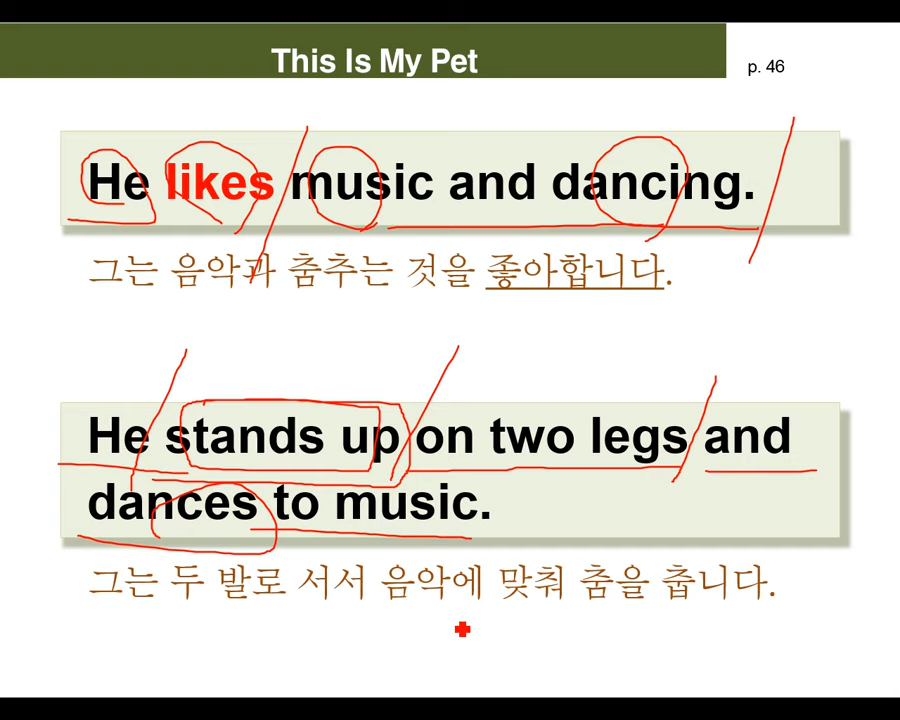 This Is My Pet
p. 46
He likes music and dancing.
그는 음악과 춤추는 것을 좋아합니다.
He stands up on two legs and
dances to music.
그는 두 발로 서서 음악에 맞춰 춤을 춥니다.